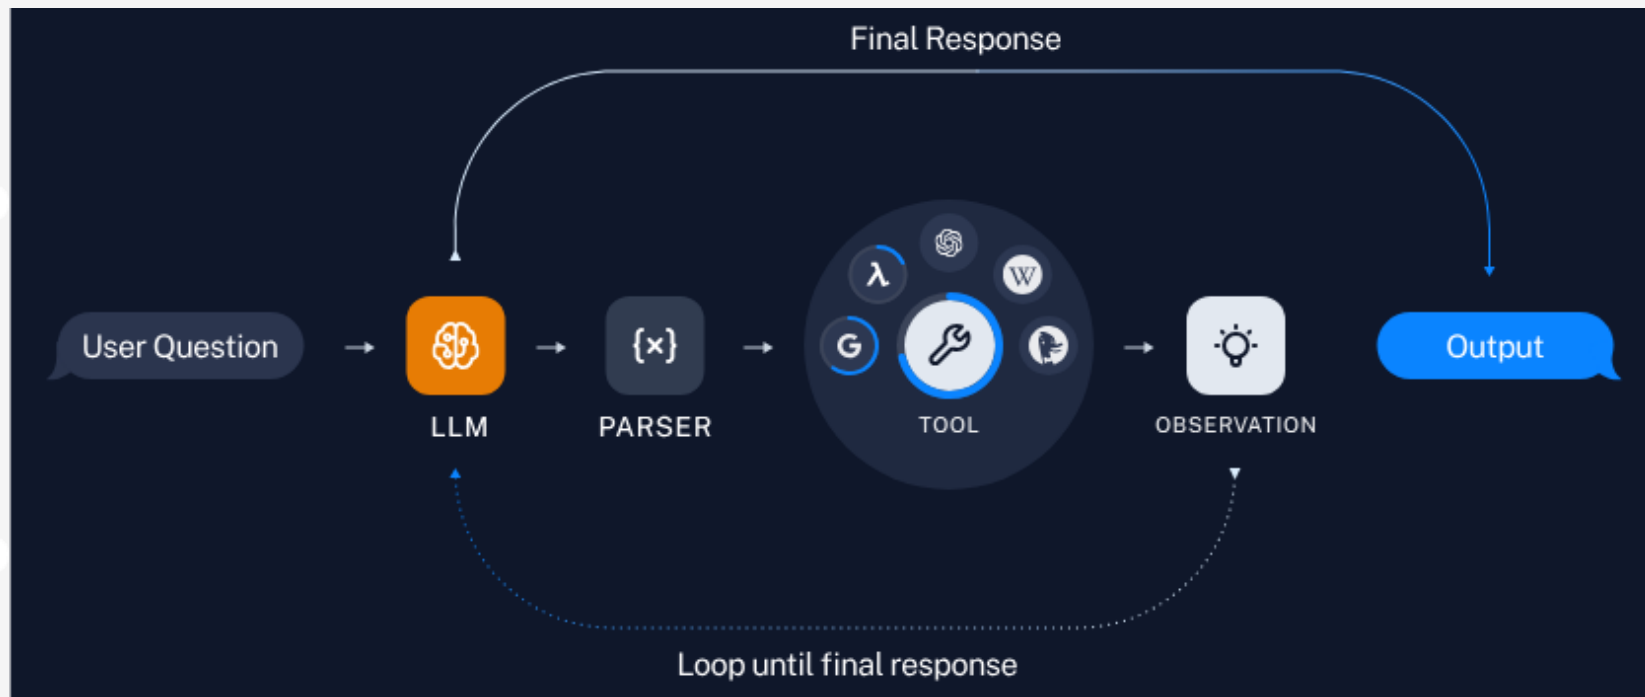 Final Response
User Question
LLM
{x}
PARSER
λ
G
W
TOOL
OBSERVATION
Output
Loop until final response